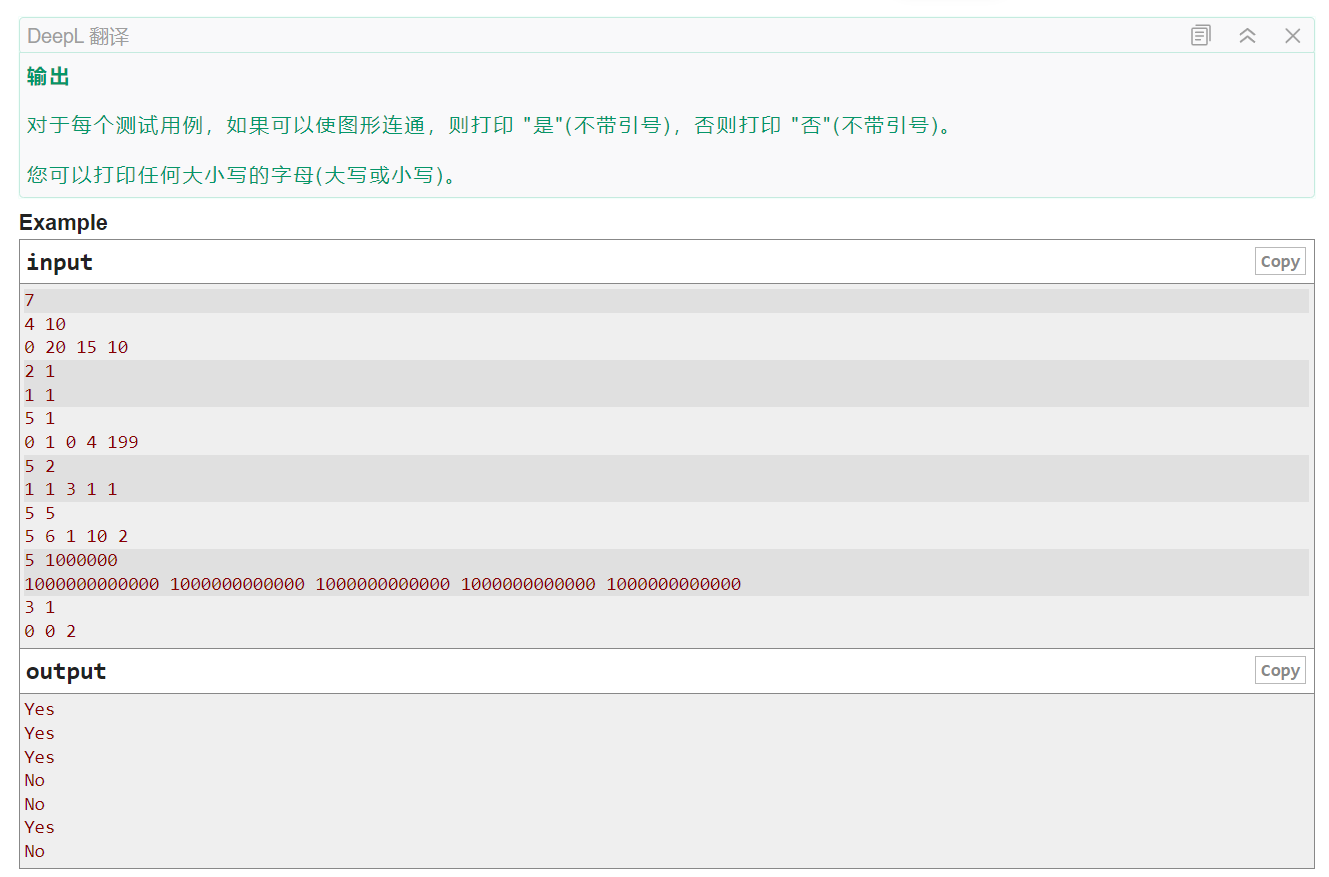 DeepL 翻译
输出
对于每个测试用例，如果可以使图形连通，则打印 "是"(不带引号)，否则打印 "否"(不带引号)。
您可以打印任何大小写的字母(大写或小写)。
Example
input
Copy
7
4 10
0 20 15 10
2 1
1 1
5 1
0 1 0 4 199
5 2
1 1 3 1 1
5 5
5 6 1 10 2
5 1000000
1000000000000 1000000000000 1000000000000 1000000000000 1000000000000
3 1
0 0 2
output
Copy
Yes
Yes
Yes
No
No
Yes
No